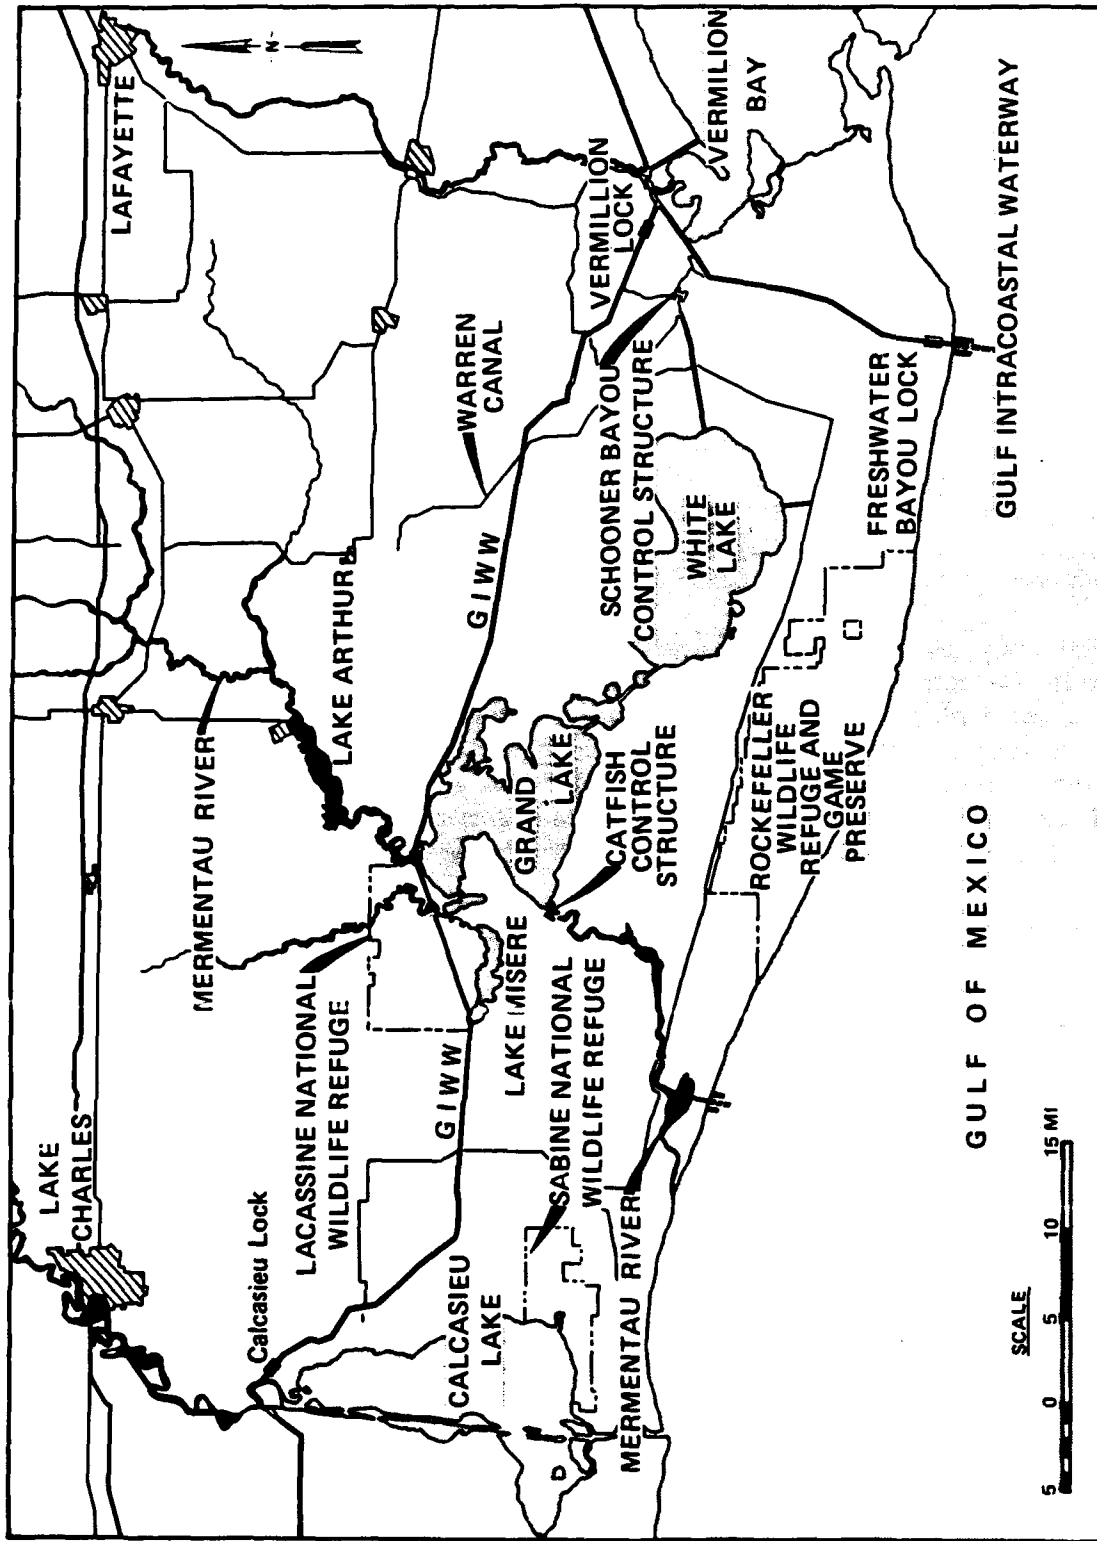 LAKE
CHARLES
LAFAYETTE
N
MERMENTAU RIVER
LAKE ARTHUR
Calcasieu Lock
LACASSINE NATIONAL
WILDLIFE REFUGE
WARREN
CANAL
GIWW
GIWW
VERMILLION
LOCK
VERMILION
BAY
CALCASIEU
LAKE
LAKE MISERE
GRAND
LAKE
SABINE NATIONAL
WILDLIFE REFUGE
CATFISH
CONTROL
STRUCTURE
SCHOONER BAYOU
CONTROL STRUCTURE
WHITE
LAKE
MERMENTAU RIVER
ROCKEFELLER
WILDLIFE
REFUGE AND
GAME
PRESERVE
FRESHWATER
BAYOU LOCK
GULF OF MEXICO
GULF INTRACOASTAL WATERWAY
SCALE
5 0 5 10 15 MI